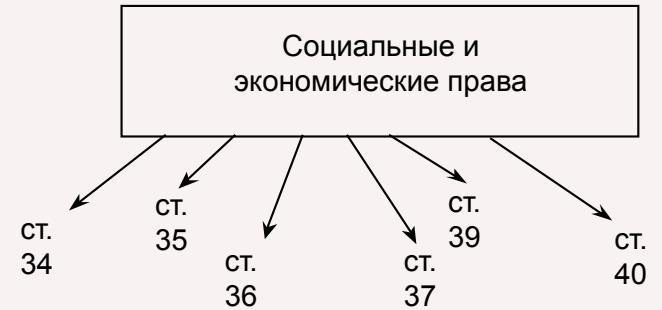 Социальные и
экономические права
ст.
34
ст.
35
ст.
36
ст.
37
ст.
39
ст.
40